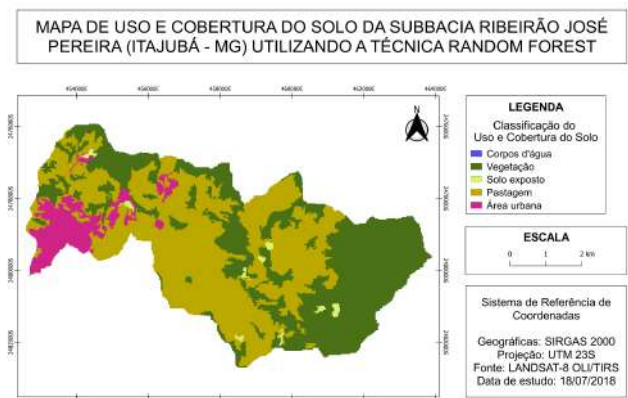 MAPA DE USO E COBERTURA DO SOLO DA SUBBACIA RIBEIRÃO JOSÉ
PEREIRA (ITAJUBÁ - MG) UTILIZANDO A TÉCNICA RANDOM FOREST
N
LEGENDA
Classificação do
Uso e Cobertura do Solo
Corpos d'água
Vegetação
Solo exposto
Pastagem
Área urbana
ESCALA
0 1 2 km
Sistema de Referência de
Coordenadas
Geográficas: SIRGAS 2000
Projeção: UTM 23S
Fonte: LANDSAT-8 OLI/TIRS
Data de estudo: 18/07/2018